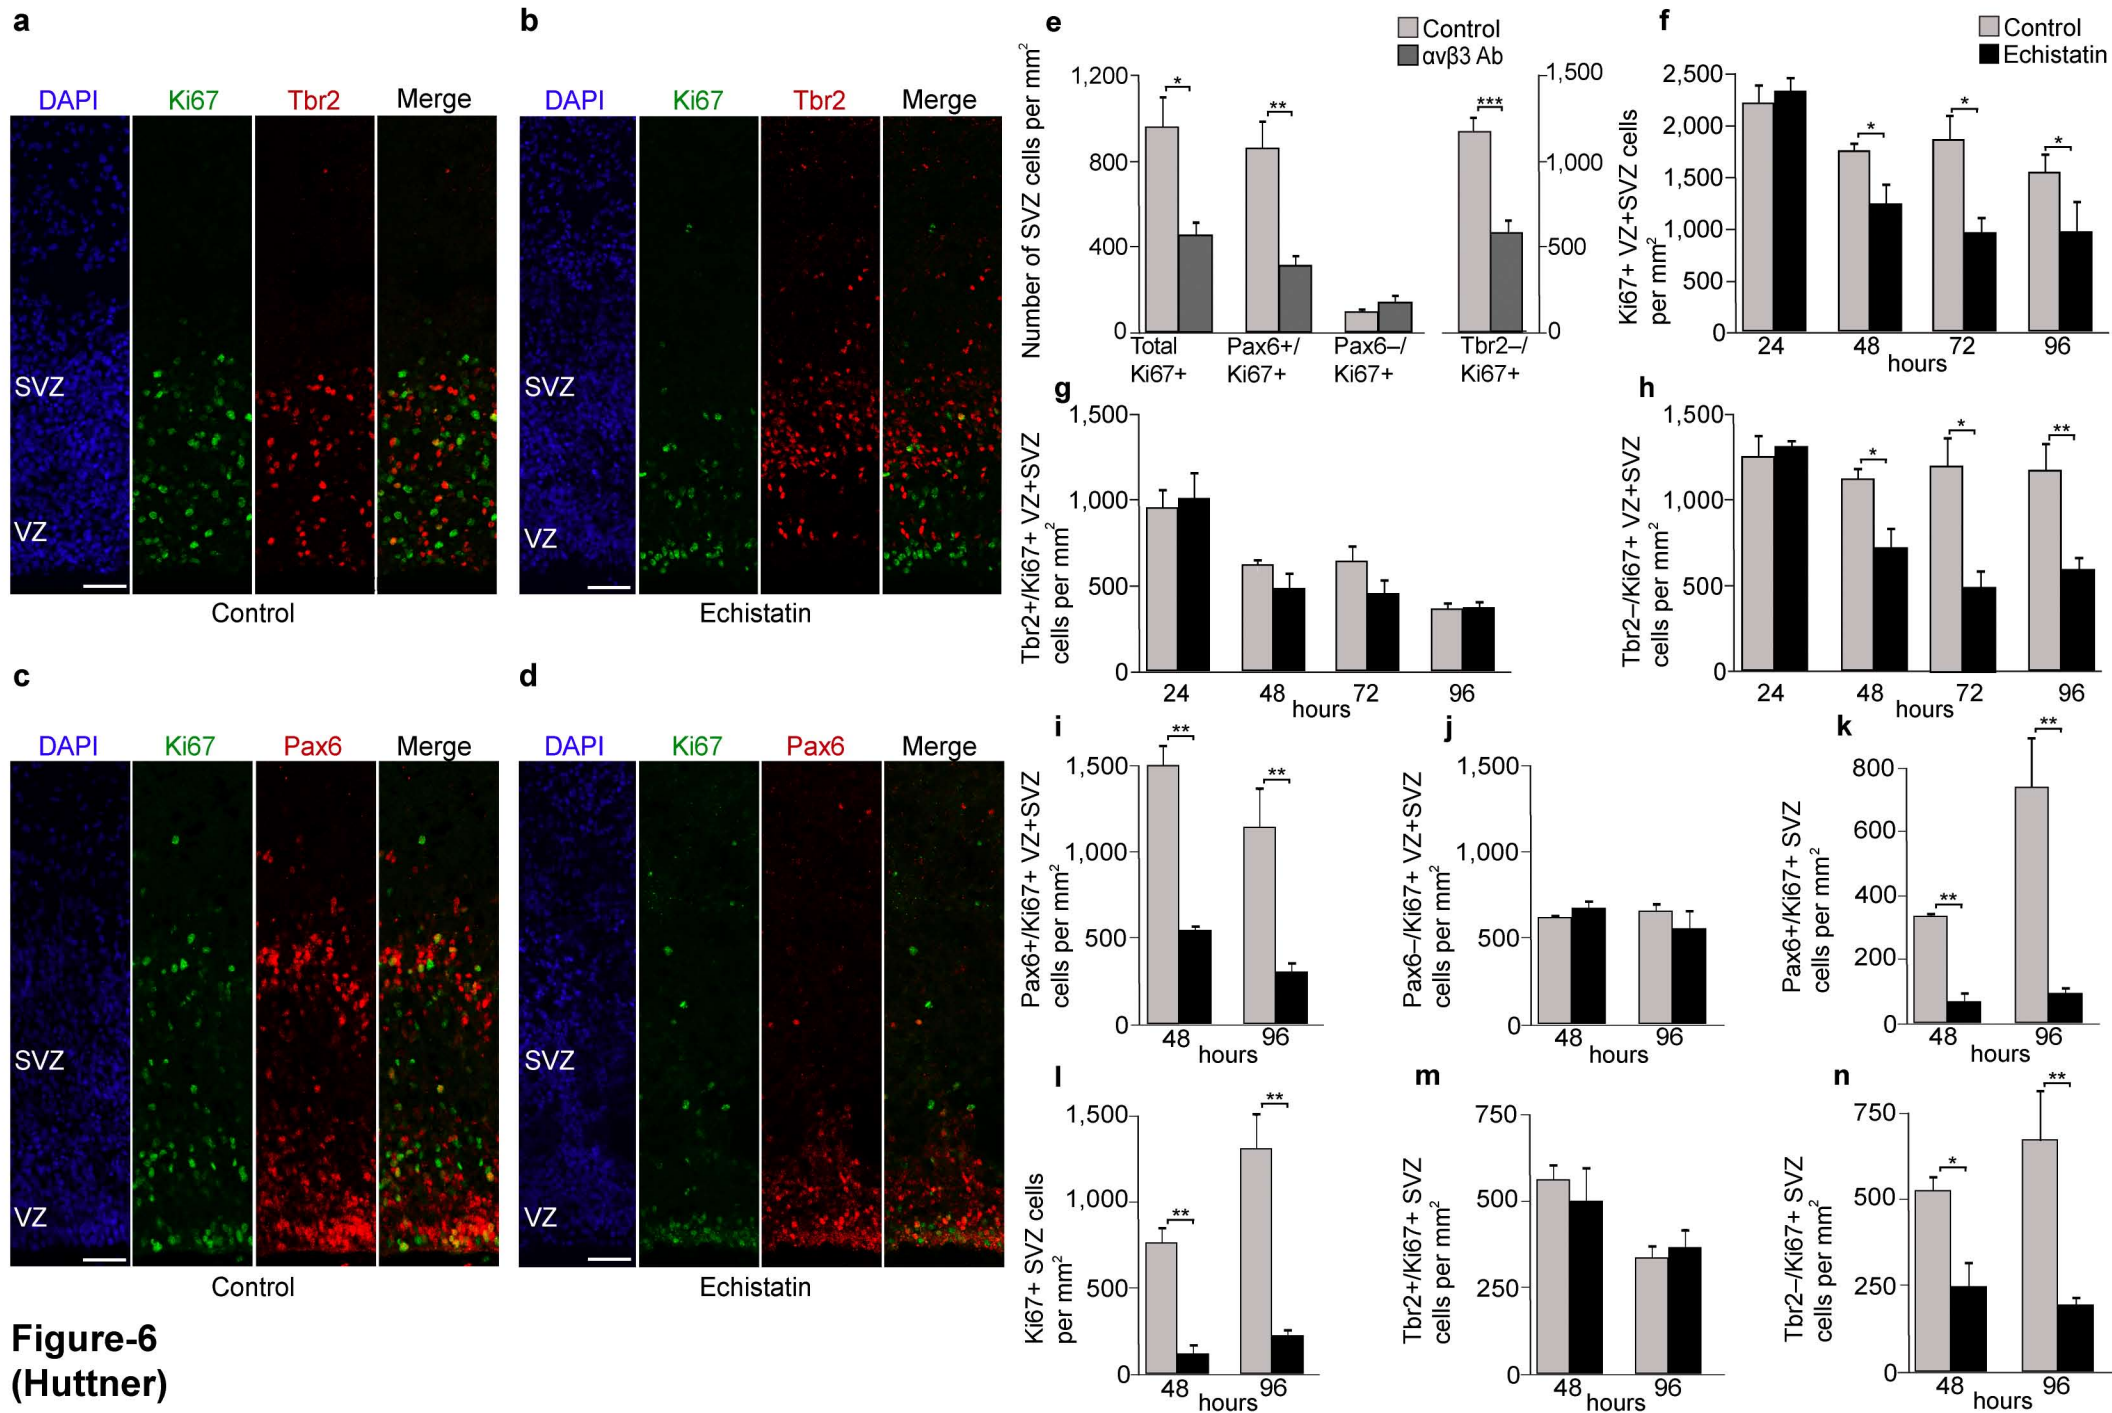 a
DAPI Ki67 Tbr2 Merge
SVZ
VZ
Control
b
DAPI Ki67 Tbr2 Merge
SVZ
VZ
Echistatin
c
DAPI Ki67 Pax6 Merge
SVZ
VZ
Control
d
DAPI Ki67 Pax6 Merge
SVZ
VZ
Echistatin
e
Control
αvβ3 Ab
Number of SVZ cells per mm²
1,200
800
400
0
* ** ***
1,500
1,000
500
0
Total Pax6+/ Pax6–/ Tbr2–/
Ki67+ Ki67+ Ki67+ Ki67+
f
Control
Echistatin
Ki67+ VZ+SVZ cells
per mm²
2,500
2,000
1,500
1,000
500
0
* * *
24 48 72 96
hours
g
Tbr2+/Ki67+ VZ+SVZ
cells per mm²
1,500
1,000
500
0
24 48 72 96
hours
h
Tbr2–/Ki67+ VZ+SVZ
cells per mm²
1,500
1,000
500
0
* * **
24 48 72 96
hours
i
Pax6+/Ki67+ VZ+SVZ
cells per mm²
1,500
1,000
500
0
** **
48 96
hours
j
Pax6–/Ki67+ VZ+SVZ
cells per mm²
1,500
1,000
500
0
48 96
hours
k
Pax6+/Ki67+ SVZ
cells per mm²
800
600
400
200
0
** **
48 96
hours
l
Ki67+ SVZ cells
per mm²
1,500
1,000
500
0
** **
48 96
hours
m
Tbr2+/Ki67+ SVZ
cells per mm²
750
500
250
0
48 96
hours
n
Tbr2–/Ki67+ SVZ
cells per mm²
750
500
250
0
* **
48 96
hours
Figure-6
(Huttner)